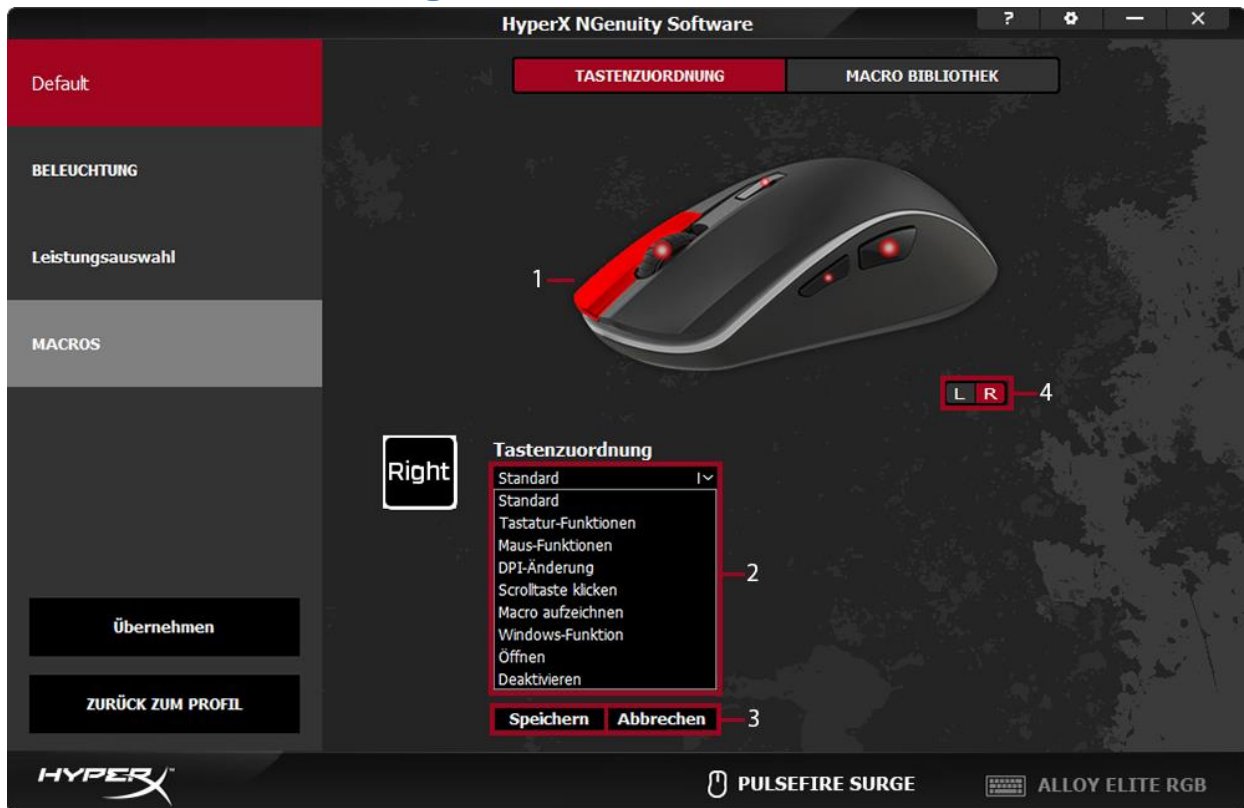 HyperX NGenuity Software
?
Default
TASTENZUORDNUNG
MACRO BIBLIOTHEK
BELEUCHTUNG
Leistungsauswahl
MACROS
1
L R
4
Right
Tastenzuordnung
Standard
Standard
Tastatur-Funktionen
Maus-Funktionen
DPI-Änderung
Scrolltaste klicken
Macro aufzeichnen
Windows-Funktion
Öffnen
Deaktivieren
2
Speichern
Abbrechen
3
Übernehmen
ZURÜCK ZUM PROFIL
HYPERX™
PULSEFIRE SURGE
ALLOY ELITE RGB